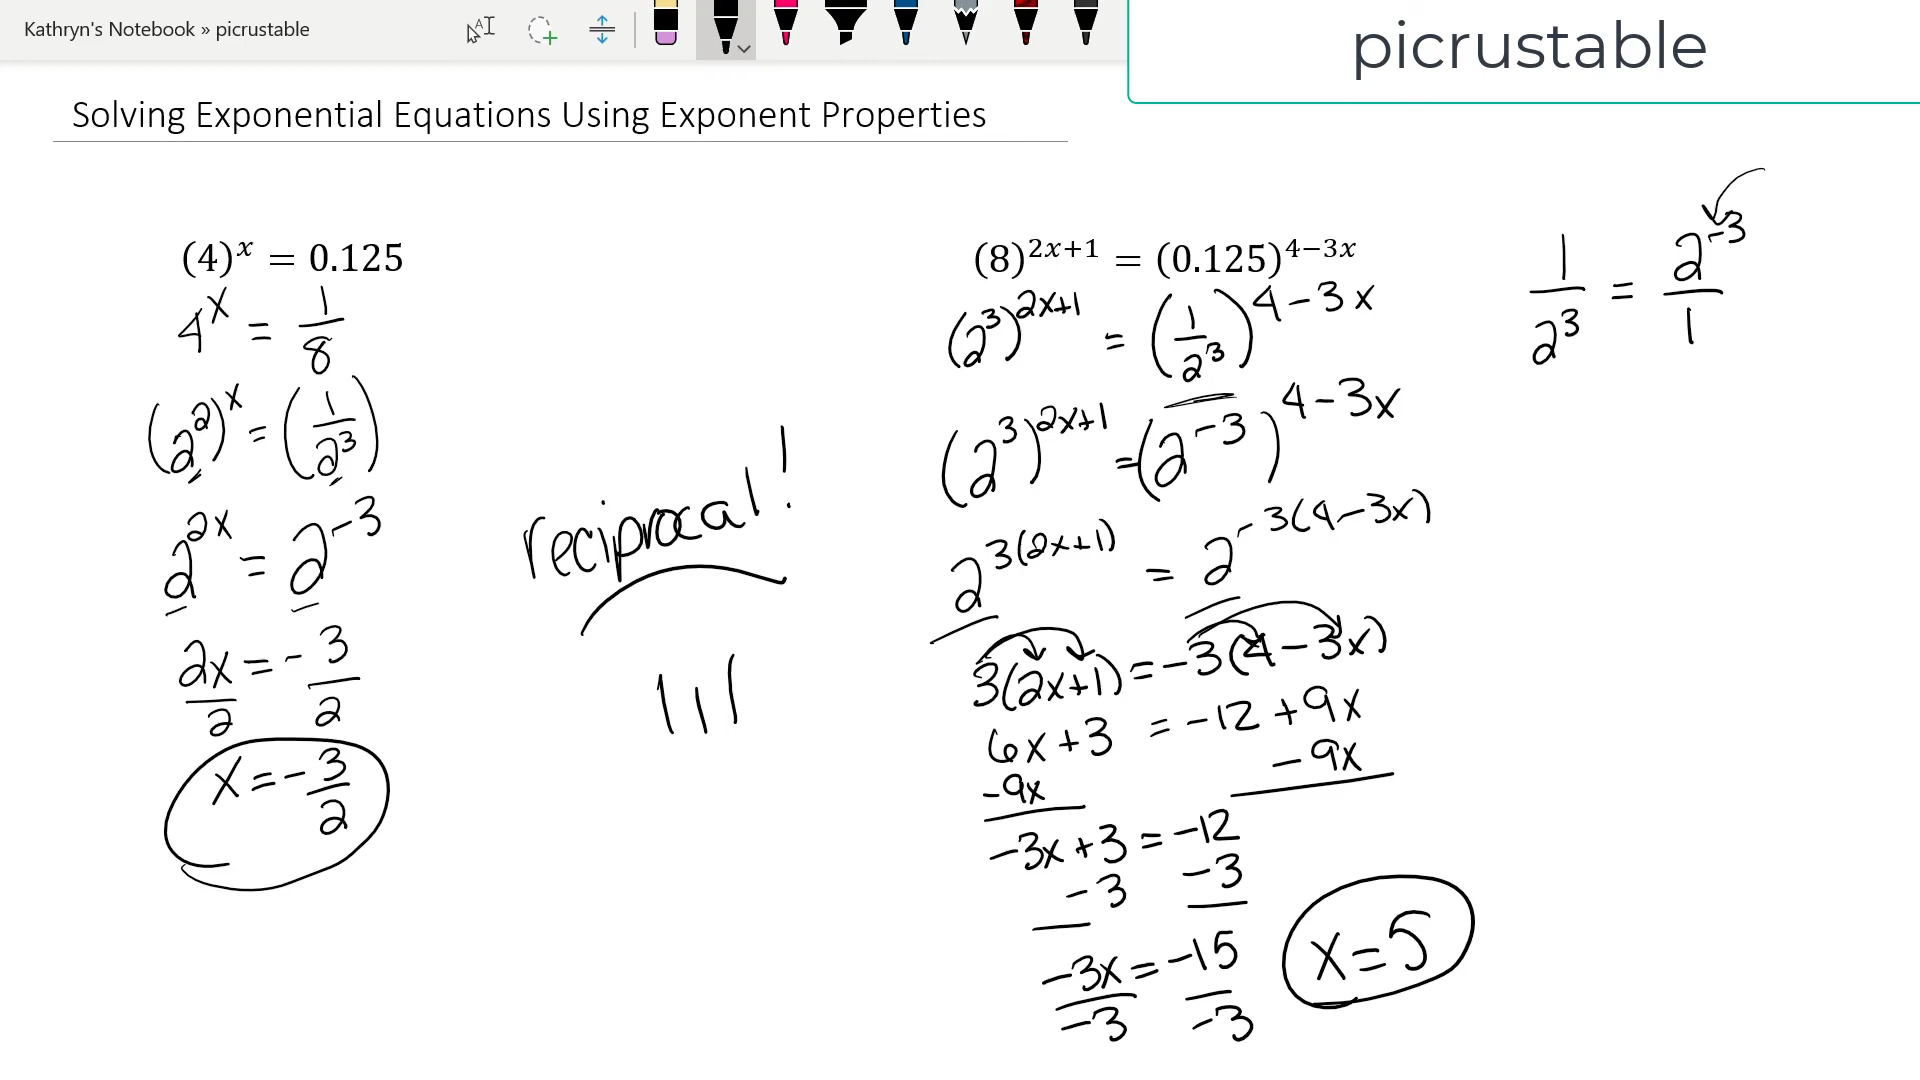 Kathryn's Notebook » picrustable
picrustable
Solving Exponential Equations Using Exponent Properties
(4)^x = 0.125
4^x = 1/8
(2^2)^x = (1/2^3)
2^2x = 2^-3
2x/2 = -3/2
x = -3/2
reciprocal!
(8)^2x+1 = (0.125)^4−3x
(2^3)^2x+1 = (1/2^3)^4-3x
(2^3)^2x+1 = (2^-3)^4-3x
2^3(2x+1) = 2^-3(4-3x)
3(2x+1) = -3(4-3x)
6x+3 = -12+9x
-9x -9x
-3x+3 = -12
-3 -3
-3x/-3 = -15/-3
x=5
1/2^3 = 2^-3/1